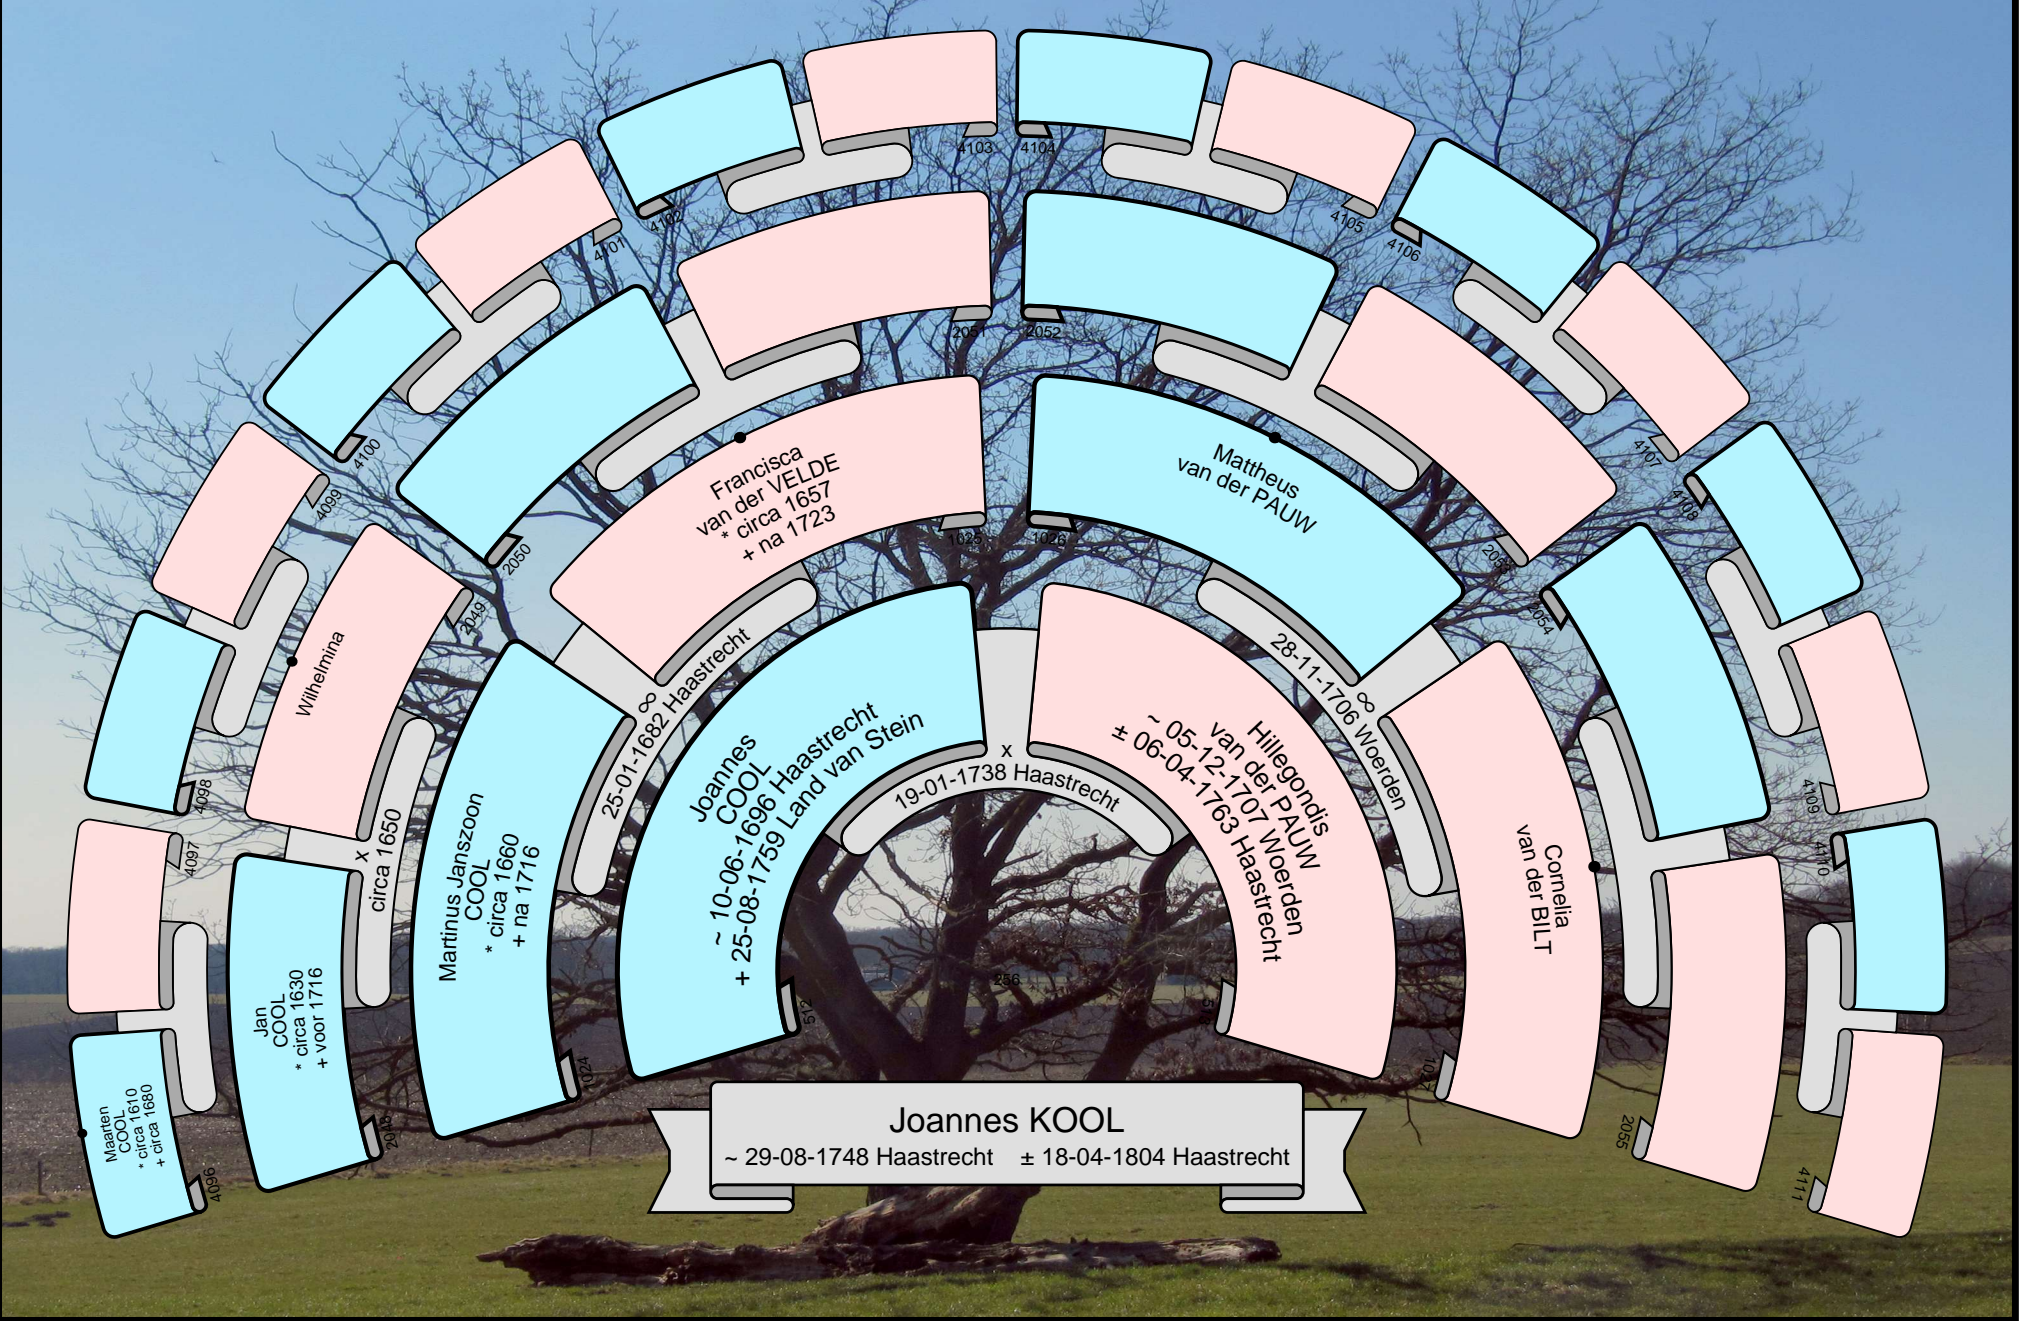 4103
4104
4102
4105
4101
4106
2051
2052
4100
4107
Francisca
van der VELDE
* circa 1657
+ na 1723
Mattheus
van der PAUW
4099
4108
2050
1025
1026
2053
2049
2054
Wilhelmina
∞
25-01-1682 Haastrecht
28-11-1706 Woerden
∞
x
19-01-1738 Haastrecht
Joannes
COOL
~ 10-06-1696 Haastrecht
+ 25-08-1759 Land van Stein
Hillegondis
van der PAUW
~ 05-12-1707 Woerden
± 06-04-1763 Haastrecht
4098
4109
4097
x
circa 1650
Martinus Janszoon
COOL
* circa 1660
+ na 1716
Cornelia
van der BILT
4110
Jan
COOL
* circa 1630
+ voor 1716
256
512
1024
2048
2055
Maarten
COOL
* circa 1610
+ circa 1680
4096
4111
Joannes KOOL
~ 29-08-1748 Haastrecht ± 18-04-1804 Haastrecht